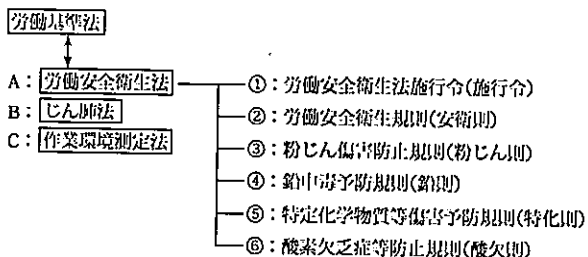 労働基準法
A：労働安全衛生法
B：じん肺法
C：作業環境測定法
①：労働安全衛生法施行令(施行令)
②：労働安全衛生規則(安衛則)
③：粉じん傷害防止規則(粉じん則)
④：鉛中毒予防規則(鉛則)
⑤：特定化学物質等傷害予防規則(特化則)
⑥：酸素欠乏症等防止規則(酸欠則)